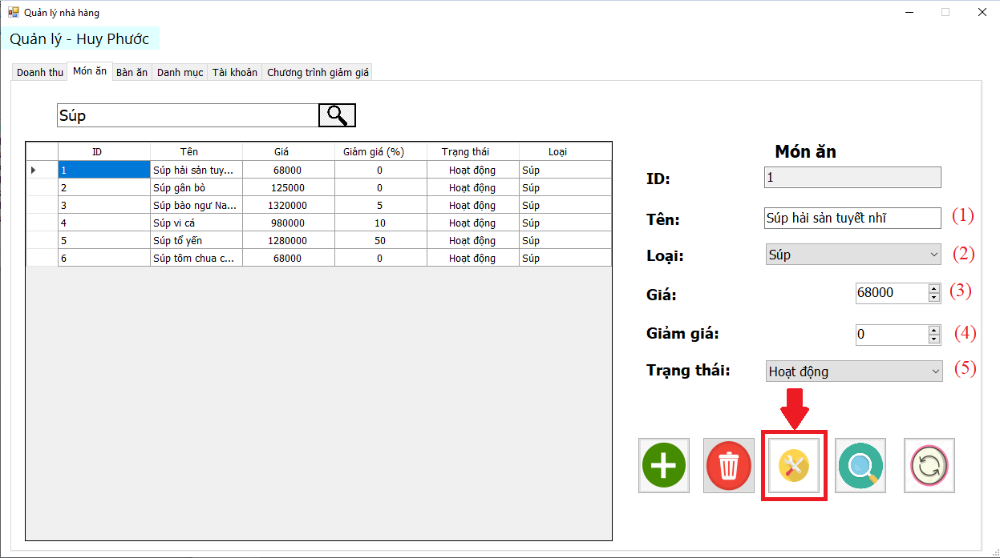 Quản lý nhà hàng
Quản lý - Huy Phước
Doanh thu Món ăn Bàn ăn Danh mục Tài khoản Chương trình giảm giá
Súp
ID Tên Giá Giảm giá (%) Trạng thái Loại
1 Súp hải sản tuy... 68000 0 Hoạt động Súp
2 Súp gân bò 125000 0 Hoạt động Súp
3 Súp bào ngư Na... 1320000 5 Hoạt động Súp
4 Súp vi cá 980000 10 Hoạt động Súp
5 Súp tổ yến 1280000 50 Hoạt động Súp
6 Súp tôm chua c... 68000 0 Hoạt động Súp
Món ăn
ID: 1
Tên: Súp hải sản tuyết nhĩ (1)
Loại: Súp (2)
Giá: 68000 (3)
Giảm giá: 0 (4)
Trạng thái: Hoạt động (5)